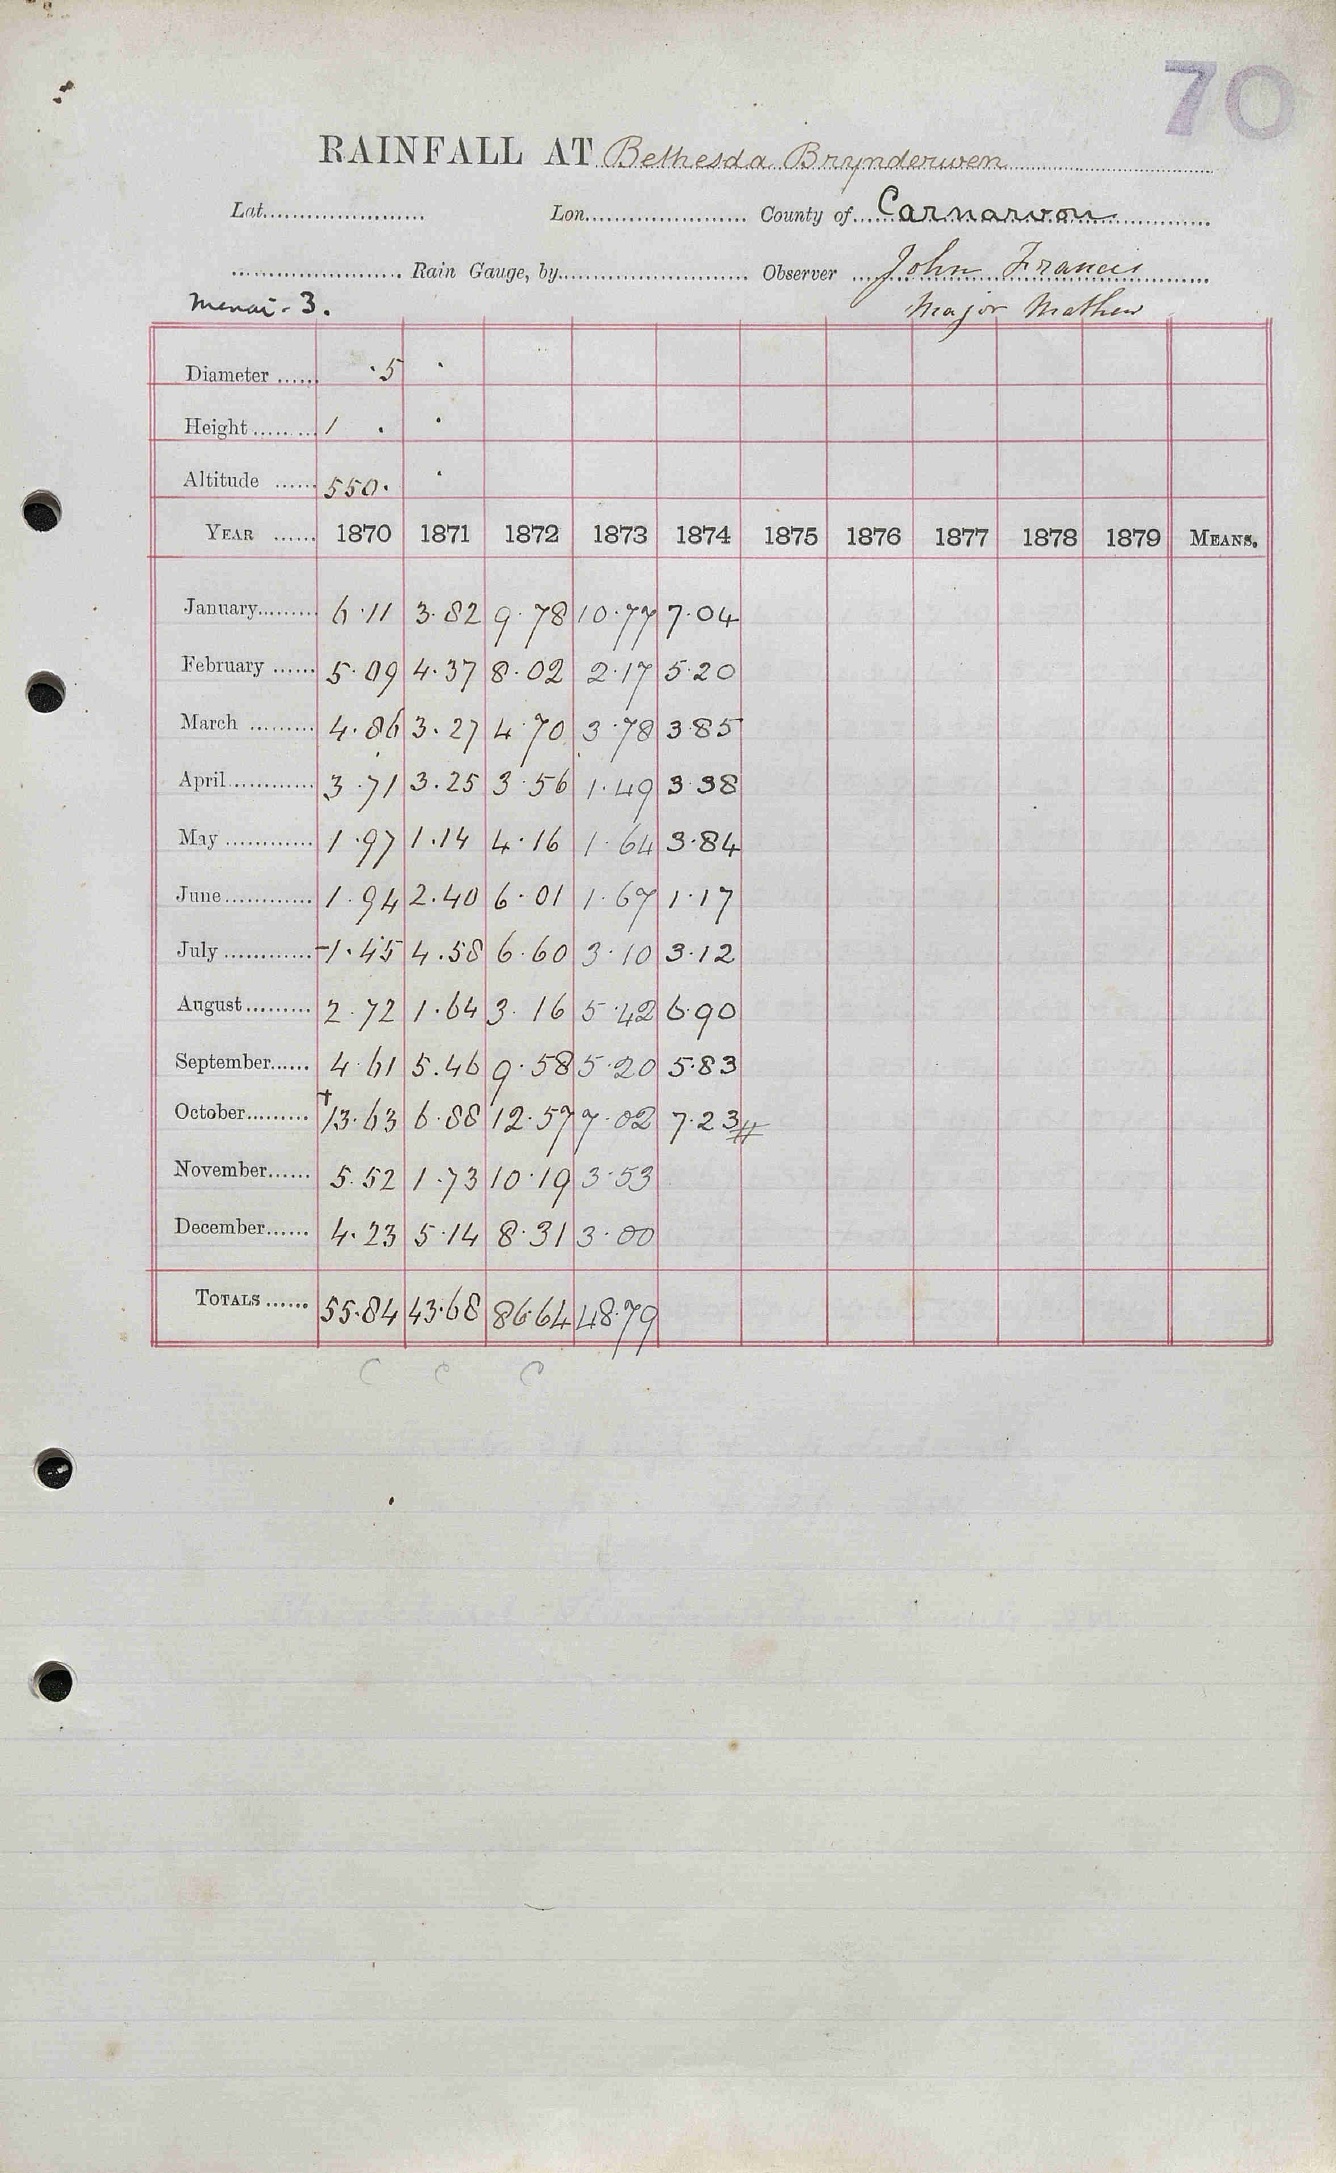 70
RAINFALL AT Bethesda Brynderwen
Lat. Lon. County of Carnarvon
Rain Gauge, by Observer John Francis
Menai - 3. Major Mathew
Diameter ...... ·5 ·
Height ........ 1 · ·
Altitude ...... 550· ·
YEAR ...... 1870 1871 1872 1873 1874 1875 1876 1877 1878 1879 MEANS.
January......... 6·11 3·82 9·78 10·77 7·04
February ...... 5·09 4·37 8·02 2·17 5·20
March ......... 4·86 3·27 4·70 3·78 3·85
April............ 3·71 3·25 3·56 1·49 3·38
May ............ 1·97 1·14 4·16 1·64 3·84
June............ 1·94 2·40 6·01 1·67 1·17
July ............ -1·45 4·58 6·60 3·10 3·12
August......... 2·72 1·64 3·16 5·42 6·90
September...... 4·61 5·46 9·58 5·20 5·83
October......... +13·63 6·88 12·57 7·02 7·23 #
November...... 5·52 1·73 10·19 3·53
December...... 4·23 5·14 8·31 3·00
TOTALS ...... 55·84 43·68 86·64 48·79
C C C